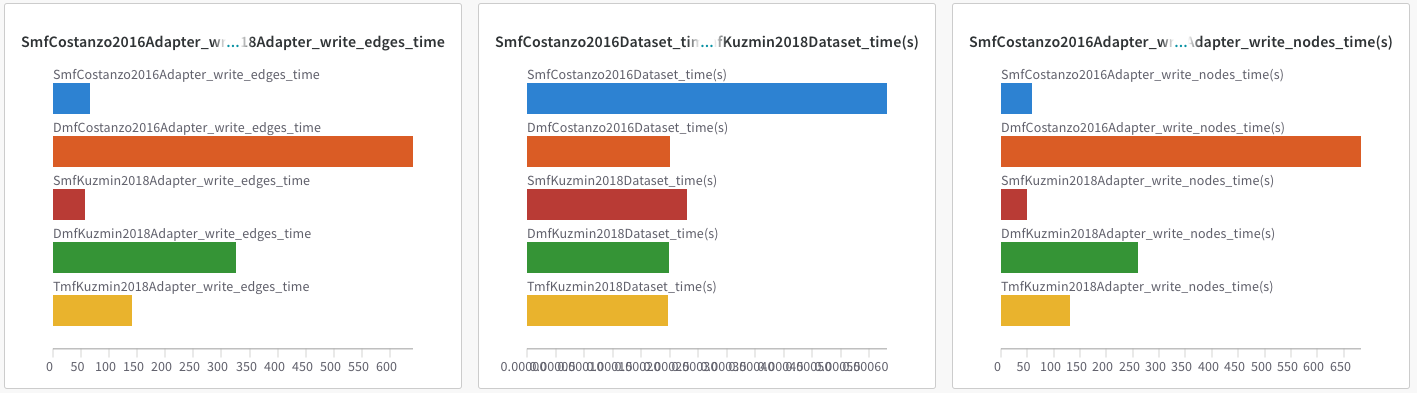 SmfCostanzo2016Adapter_w...18Adapter_write_edges_time
SmfCostanzo2016Adapter_write_edges_time
DmfCostanzo2016Adapter_write_edges_time
SmfKuzmin2018Adapter_write_edges_time
DmfKuzmin2018Adapter_write_edges_time
TmfKuzmin2018Adapter_write_edges_time
0 50 100 150 200 250 300 350 400 450 500 550 600
SmfCostanzo2016Dataset_tin...fKuzmin2018Dataset_time(s)
SmfCostanzo2016Dataset_time(s)
DmfCostanzo2016Dataset_time(s)
SmfKuzmin2018Dataset_time(s)
DmfKuzmin2018Dataset_time(s)
TmfKuzmin2018Dataset_time(s)
SmfCostanzo2016Adapter_w...Adapter_write_nodes_time(s)
SmfCostanzo2016Adapter_write_nodes_time(s)
DmfCostanzo2016Adapter_write_nodes_time(s)
SmfKuzmin2018Adapter_write_nodes_time(s)
DmfKuzmin2018Adapter_write_nodes_time(s)
TmfKuzmin2018Adapter_write_nodes_time(s)
0 50 100 150 200 250 300 350 400 450 500 550 600 650